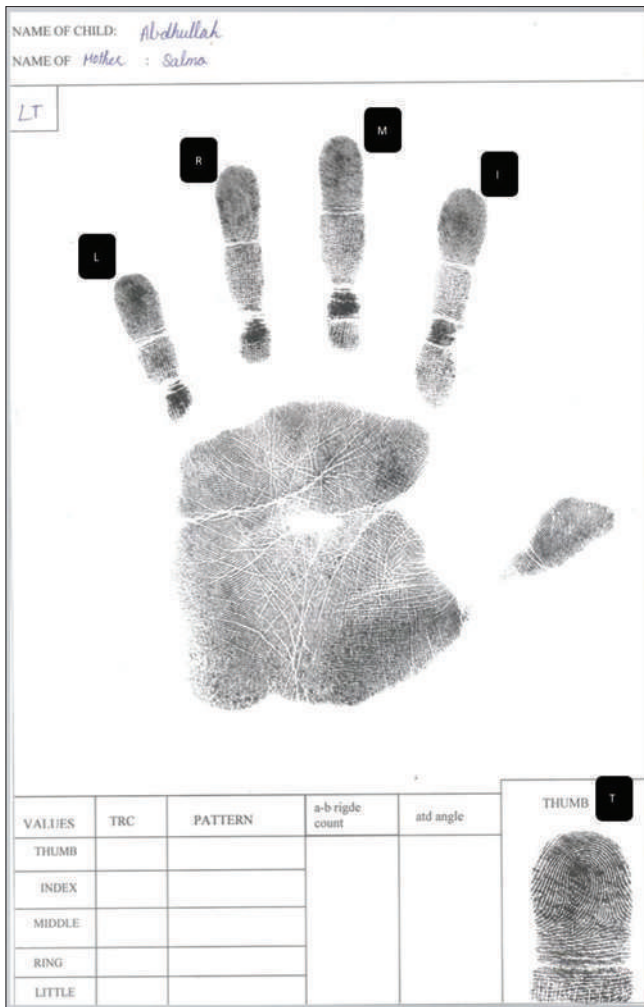 NAME OF CHILD: Abdhullah
NAME OF Mother : Salma
LT
M
R
I
L
VALUES TRC PATTERN a-b rigde count atd angle THUMB T
THUMB
INDEX
MIDDLE
RING
LITTLE